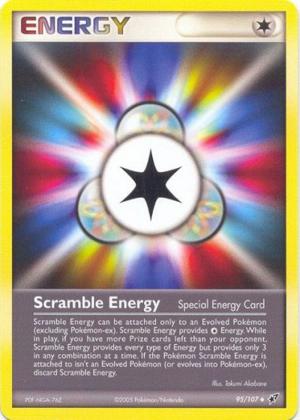 ENERGY
Scramble Energy Special Energy Card
Scramble Energy can be attached only to an Evolved Pokémon
(excluding Pokémon-ex). Scramble Energy provides Energy. While in
play, if you have more Prize cards left than your opponent,
Scramble Energy provides every type of Energy but provides only 3
in any combination at a time. If the Pokémon Scramble Energy is
attached to isn't an Evolved Pokémon (or evolves into Pokémon-ex),
discard Scramble Energy.
Illus. Takumi Akabane
PDF-NGA-76Z ©2005 Pokémon/Nintendo. 95/107